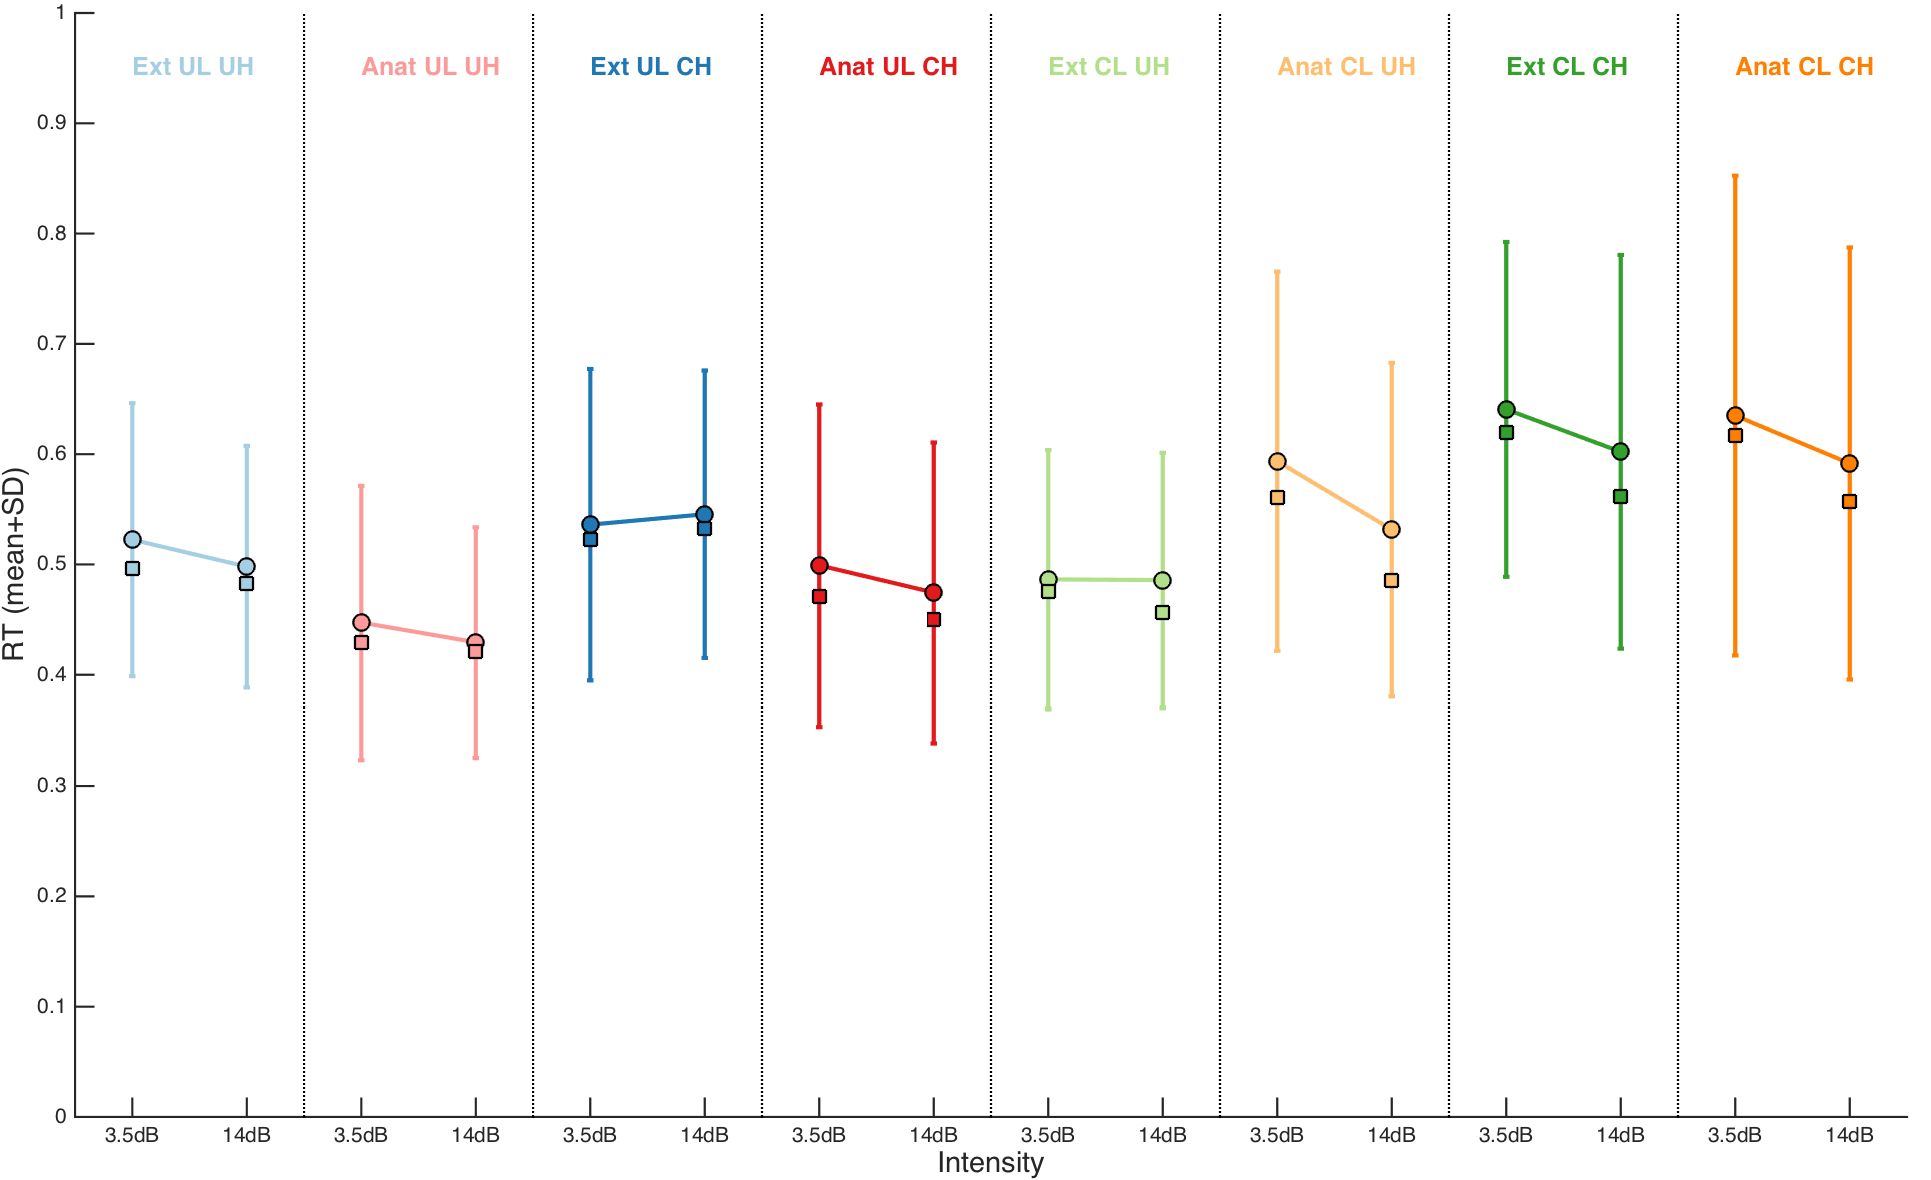 Ext UL UH Anat UL UH Ext UL CH Anat UL CH Ext CL UH Anat CL UH Ext CL CH Anat CL CH
1
0.9
0.8
0.7
0.6
0.5
0.4
0.3
0.2
0.1
0
RT (mean+SD)
3.5dB 14dB 3.5dB 14dB 3.5dB 14dB 3.5dB 14dB 3.5dB 14dB 3.5dB 14dB 3.5dB 14dB 3.5dB 14dB
Intensity